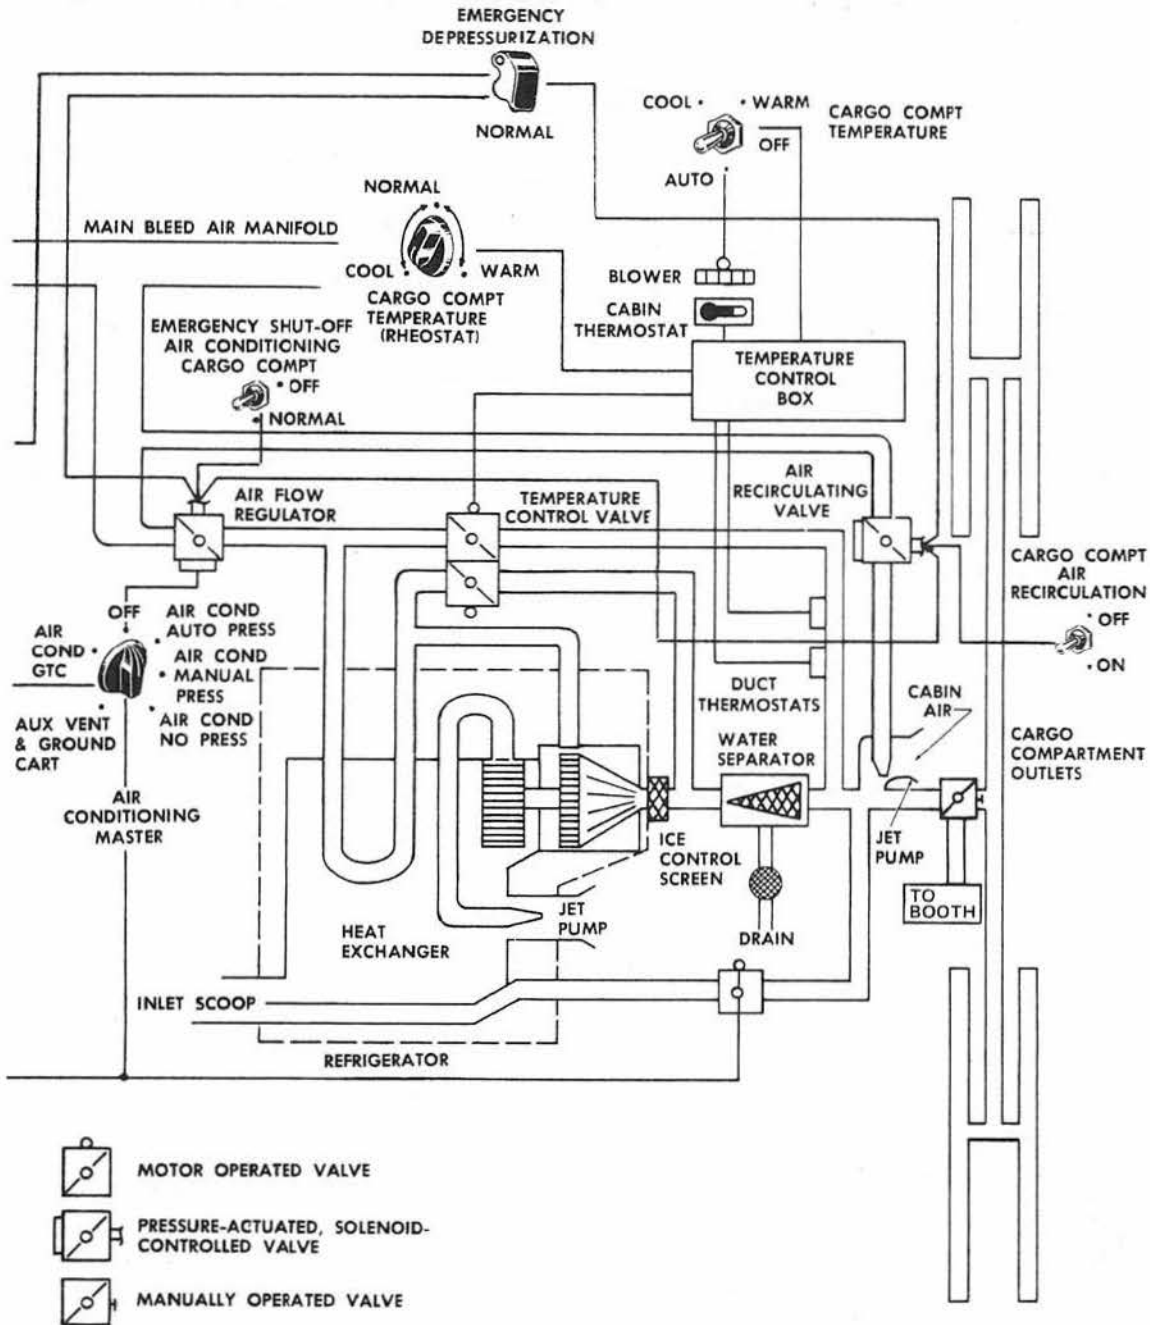 EMERGENCY
DEPRESSURIZATION
NORMAL
COOL
WARM
OFF
AUTO
CARGO COMPT
TEMPERATURE
NORMAL
MAIN BLEED AIR MANIFOLD
COOL
WARM
CARGO COMPT
TEMPERATURE
(RHEOSTAT)
BLOWER
CABIN
THERMOSTAT
EMERGENCY SHUT-OFF
AIR CONDITIONING
CARGO COMPT
OFF
NORMAL
TEMPERATURE
CONTROL
BOX
AIR FLOW
REGULATOR
TEMPERATURE
CONTROL VALVE
AIR
RECIRCULATING
VALVE
CARGO COMPT
AIR
RECIRCULATION
OFF
ON
OFF
AIR COND
AUTO PRESS
AIR
COND
GTC
AIR COND
MANUAL
PRESS
AUX VENT
& GROUND
CART
AIR COND
NO PRESS
AIR
CONDITIONING
MASTER
DUCT
THERMOSTATS
CABIN
AIR
WATER
SEPARATOR
CARGO
COMPARTMENT
OUTLETS
ICE
CONTROL
SCREEN
JET
PUMP
TO
BOOTH
HEAT
EXCHANGER
JET
PUMP
DRAIN
INLET SCOOP
REFRIGERATOR
MOTOR OPERATED VALVE
PRESSURE-ACTUATED, SOLENOID-
CONTROLLED VALVE
MANUALLY OPERATED VALVE